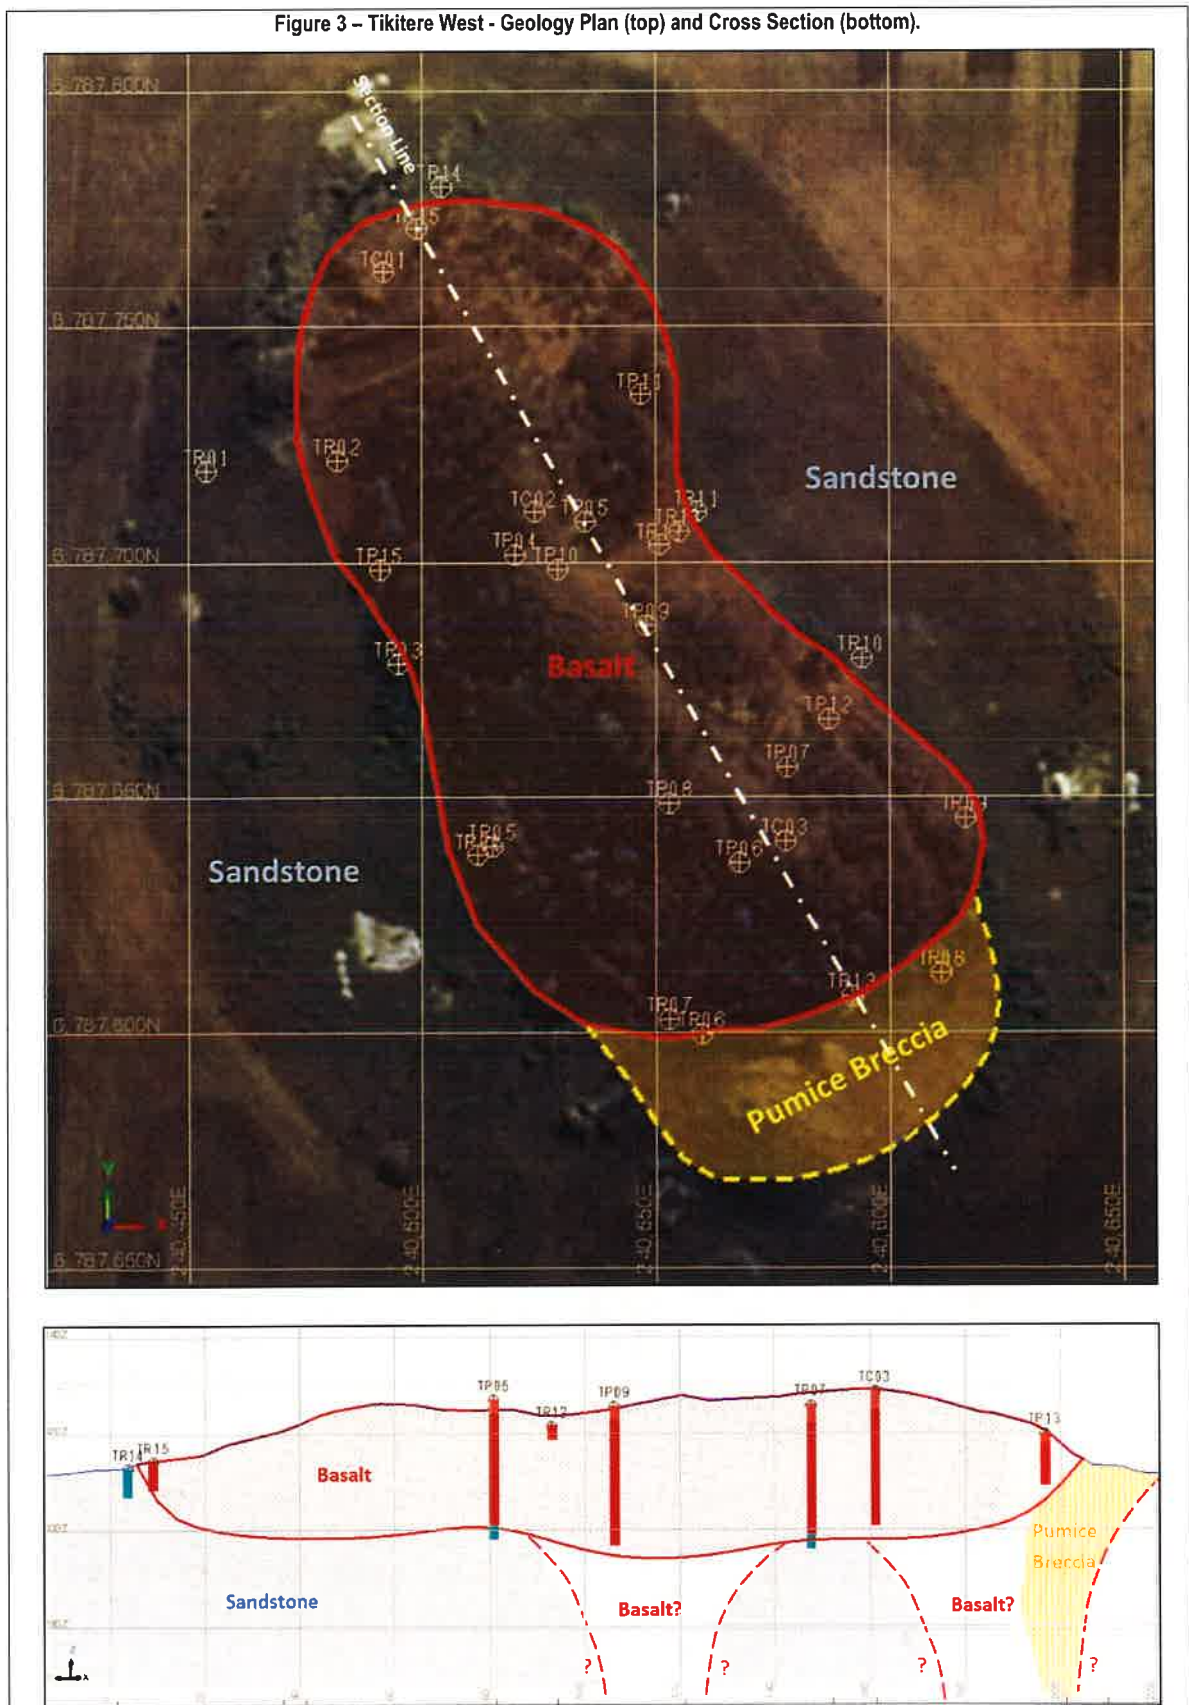 Figure 3 – Tikitere West - Geology Plan (top) and Cross Section (bottom).
Section Line
TR14
TC01
TP11
TR01
TR02
Sandstone
TC02
TP05
TR11
TP04
TP10
TP15
TP09
TR03
Basalt
TR10
TP12
TP07
TP08
TR05
TC03
TP06
Sandstone
TR08
TP13
TR07
TR06
Pumice Breccia
TP05
TC03
TP09
TP07
TR13
TP13
TR14
TR15
Basalt
Pumice
Breccia
Sandstone
Basalt?
Basalt?
?
?
?
?